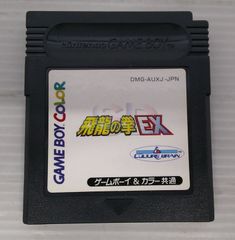 Nintendo GAME BOY
DMG-AUXJ-JPN
GAME BOY COLOR
飛龍の拳EX
CULTURE BRAIN
ゲームボーイ & カラー 共通